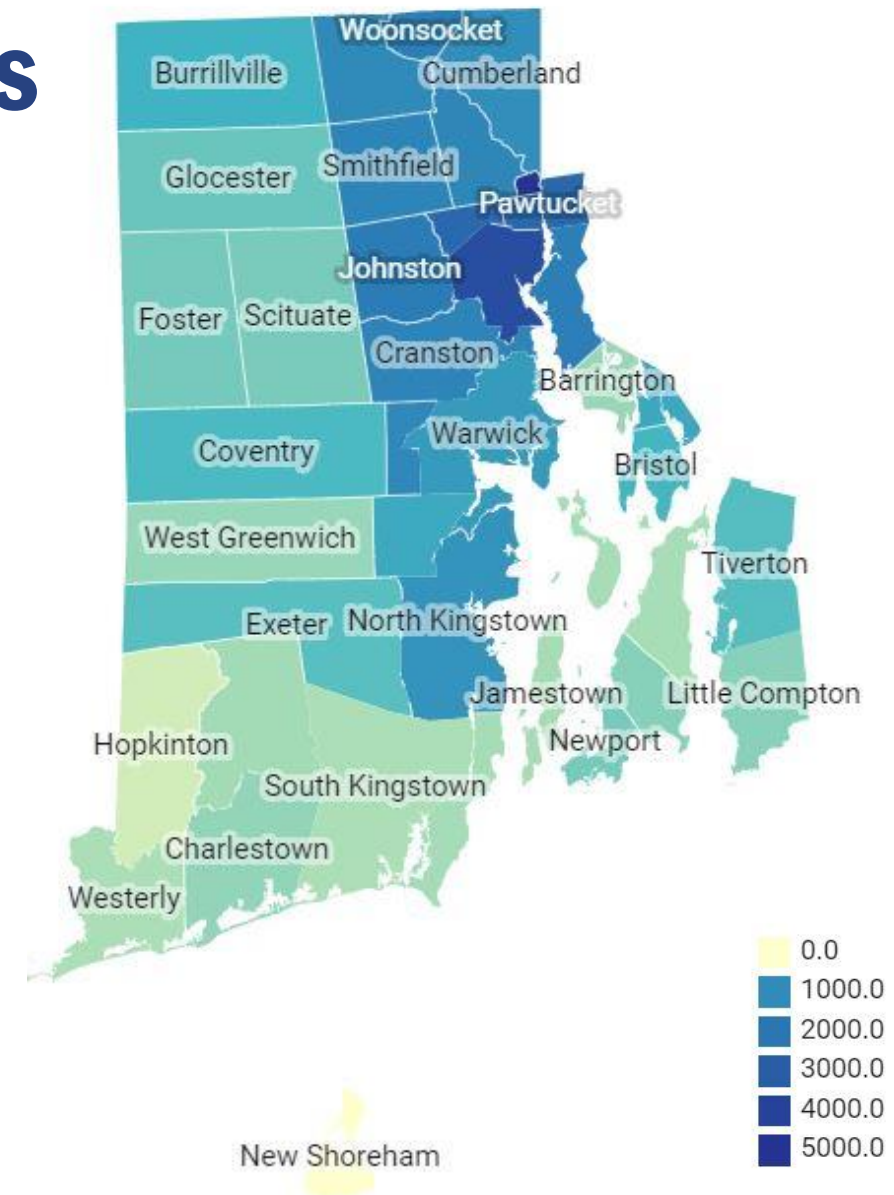 s
Woonsocket
Burrillville
Cumberland
Glocester
Smithfield
Pawtucket
Johnston
Foster
Scituate
Cranston
Barrington
Warwick
Coventry
Bristol
West Greenwich
Tiverton
Exeter
North Kingstown
Jamestown
Little Compton
Hopkinton
Newport
South Kingstown
Charlestown
Westerly
0.0
1000.0
2000.0
3000.0
4000.0
5000.0
New Shoreham